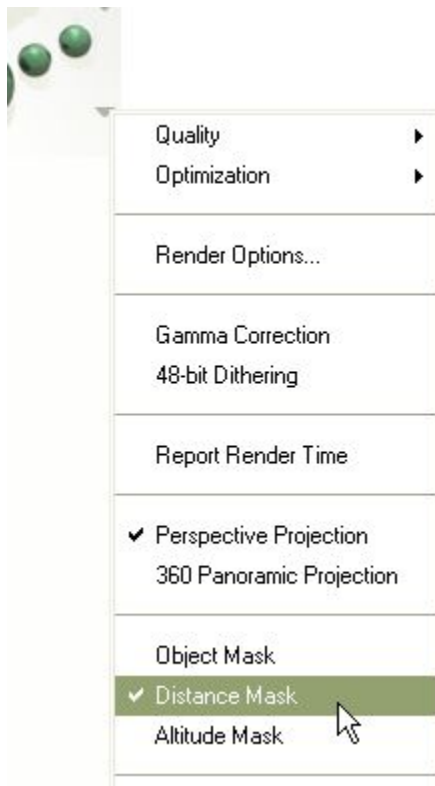 Quality
Optimization
Render Options...
Gamma Correction
48-bit Dithering
Report Render Time
Perspective Projection
360 Panoramic Projection
Object Mask
Distance Mask
Altitude Mask